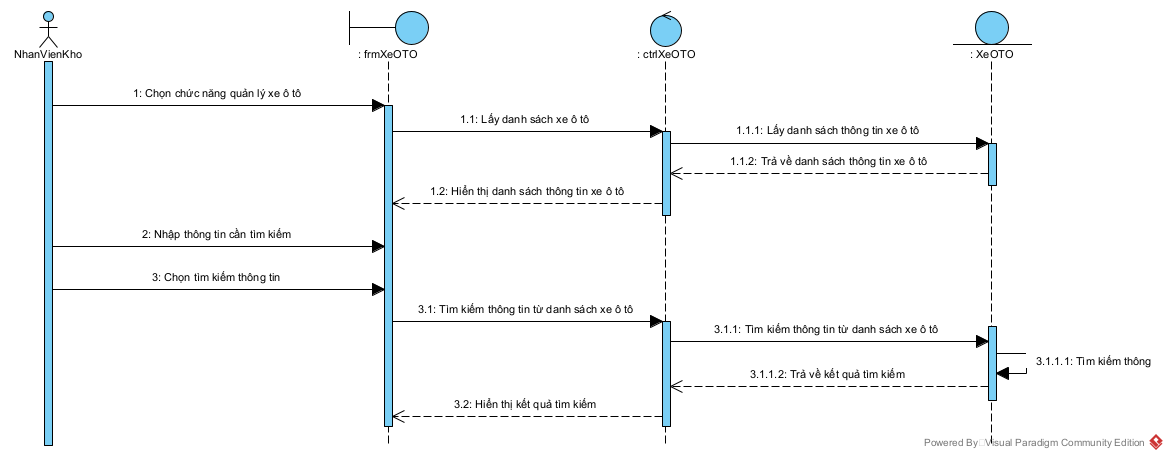 NhanVienKho
: frmXeOTO
: ctrlXeOTO
: XeOTO
1: Chọn chức năng quản lý xe ô tô
1.1: Lấy danh sách xe ô tô
1.1.1: Lấy danh sách thông tin xe ô tô
1.1.2: Trả về danh sách thông tin xe ô tô
1.2: Hiển thị danh sách thông tin xe ô tô
2: Nhập thông tin cần tìm kiếm
3: Chọn tìm kiếm thông tin
3.1: Tìm kiếm thông tin từ danh sách xe ô tô
3.1.1: Tìm kiếm thông tin từ danh sách xe ô tô
3.1.1.1: Tìm kiếm thông
3.1.1.2: Trả về kết quả tìm kiếm
3.2: Hiển thị kết quả tìm kiếm
Powered By Visual Paradigm Community Edition